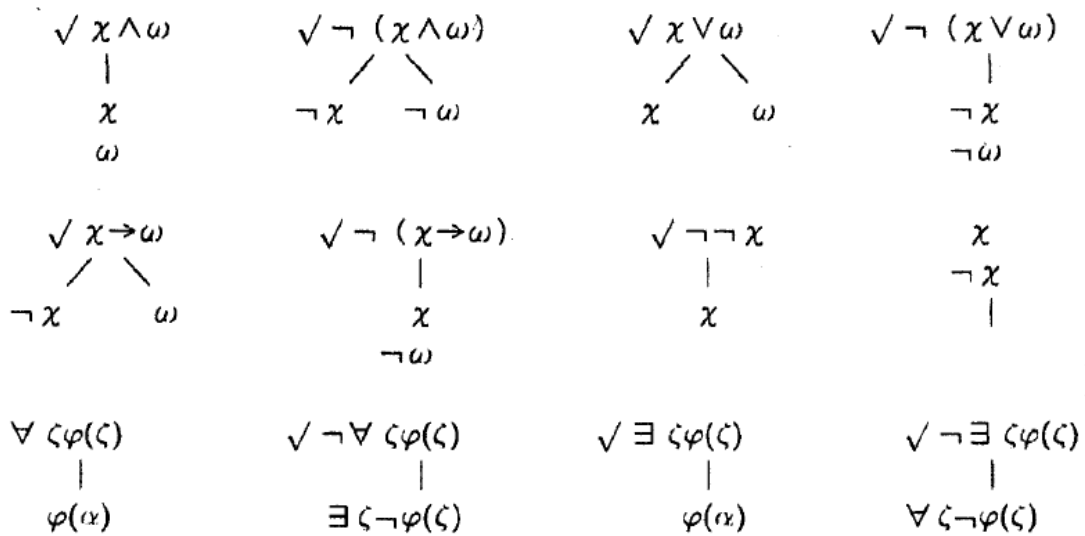 √ χ∧ω √ ¬ (χ∧ω) √ χ∨ω √ ¬ (χ∨ω)
χ ¬χ ¬ω χ ω ¬χ
ω ¬ω
√ χ→ω √ ¬ (χ→ω) √ ¬¬χ χ
¬χ
¬χ ω χ χ
¬ω
∀ ζφ(ζ) √ ¬∀ ζφ(ζ) √ ∃ ζφ(ζ) √ ¬∃ ζφ(ζ)
φ(α) ∃ζ¬φ(ζ) φ(α) ∀ζ¬φ(ζ)